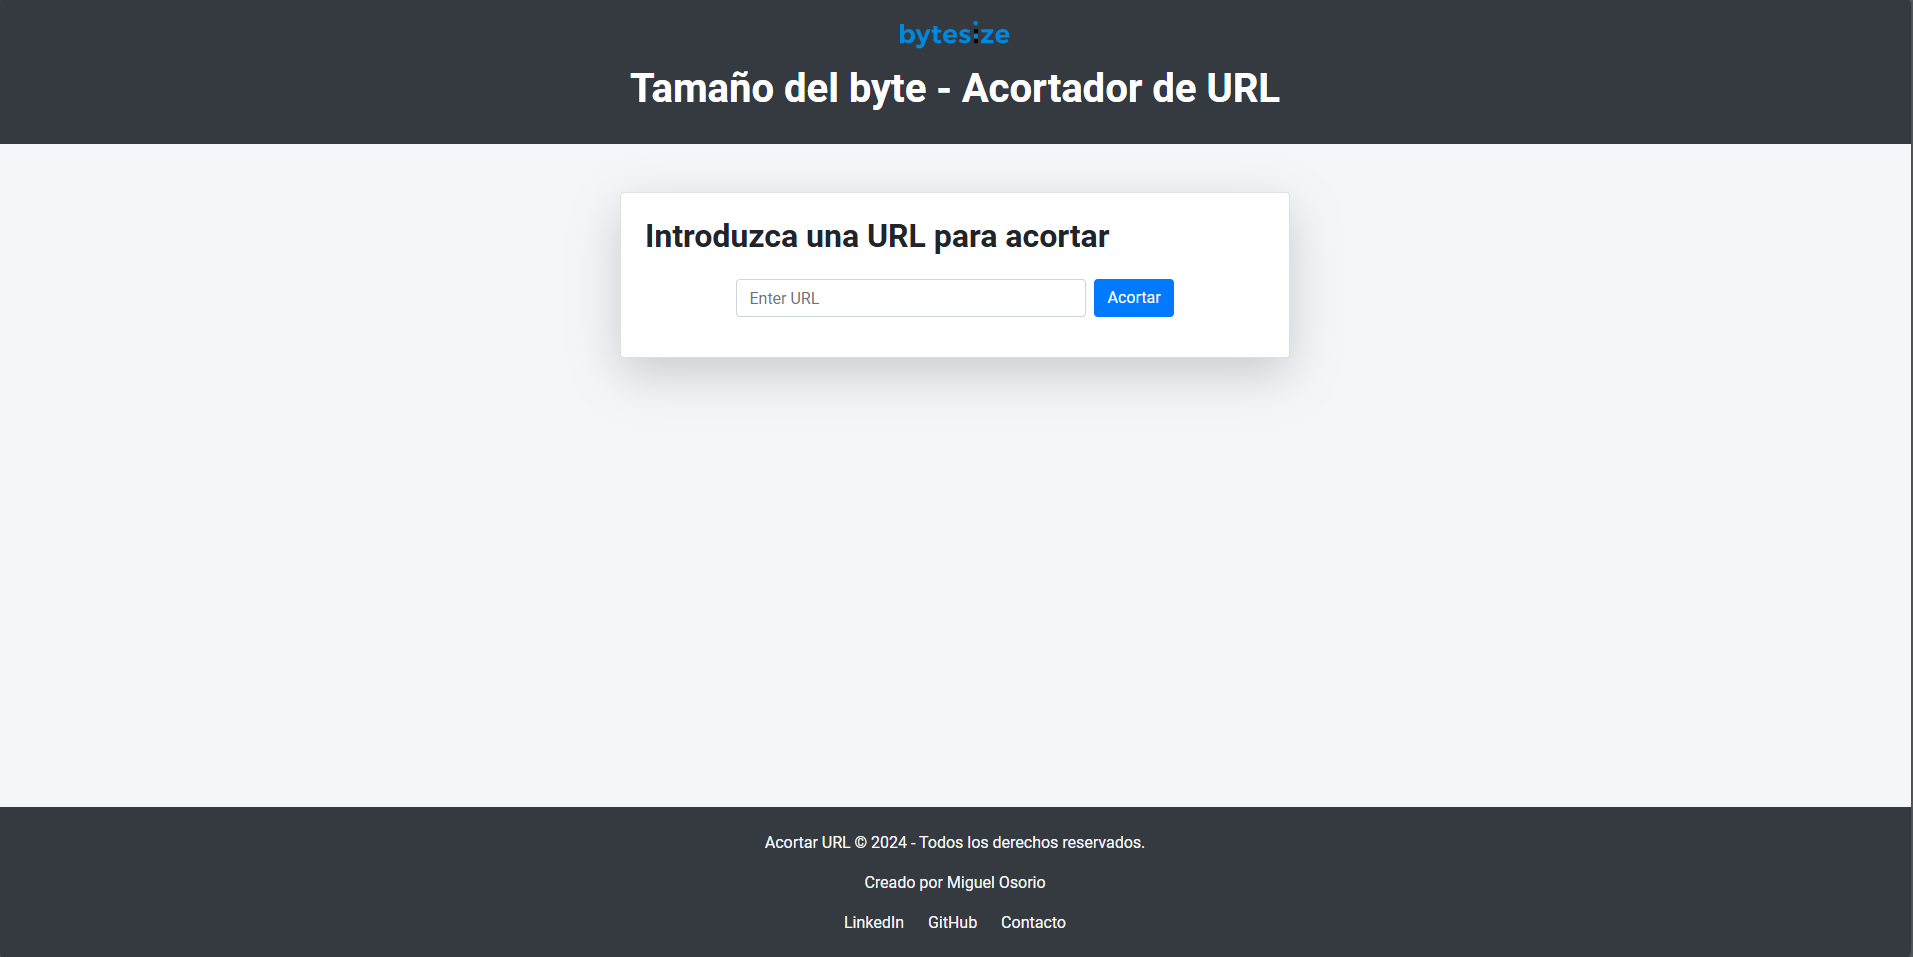 bytesize
Tamaño del byte - Acortador de URL
Introduzca una URL para acortar
Enter URL
Acortar
Acortar URL © 2024 - Todos los derechos reservados.
Creado por Miguel Osorio
LinkedIn GitHub Contacto